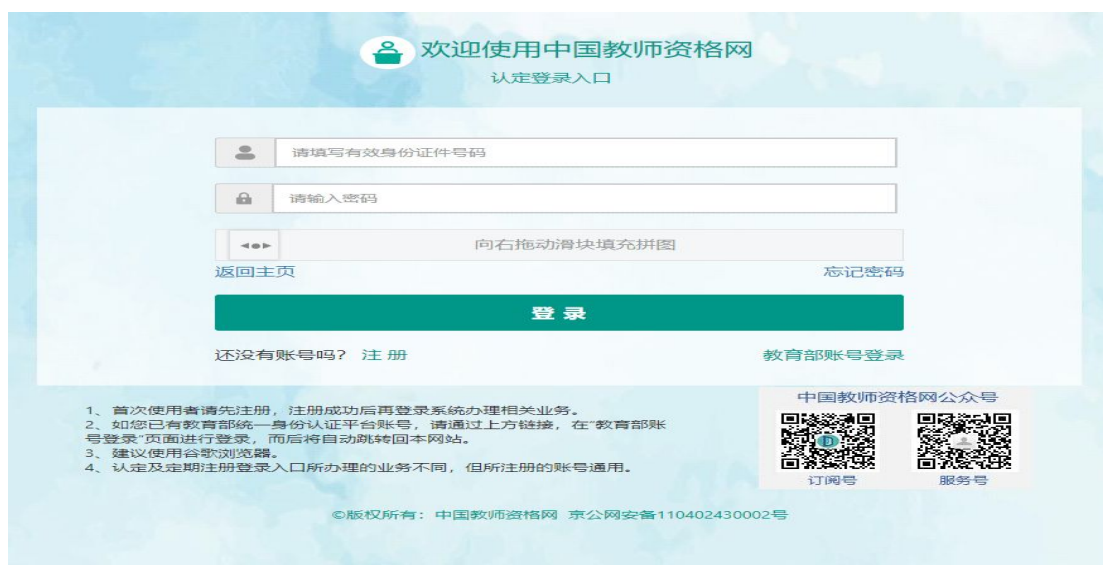 欢迎使用中国教师资格网
认定登录入口
请填写有效身份证件号码
请输入密码
向右拖动滑块填充拼图
返回主页 忘记密码
登 录
还没有账号吗? 注 册 教育部账号登录
中国教师资格网公众号
1、首次使用者请先注册，注册成功后再登录系统办理相关业务。
2、如您已有教育部统一身份认证平台账号，请通过上方链接，在“教育部账
号登录”页面进行登录，而后将自动跳转回本网站。
3、建议使用谷歌浏览器。
4、认定及定期注册登录入口所办理的业务不同，但所注册的账号通用。
订阅号 服务号
©版权所有：中国教师资格网 京公网安备110402430002号